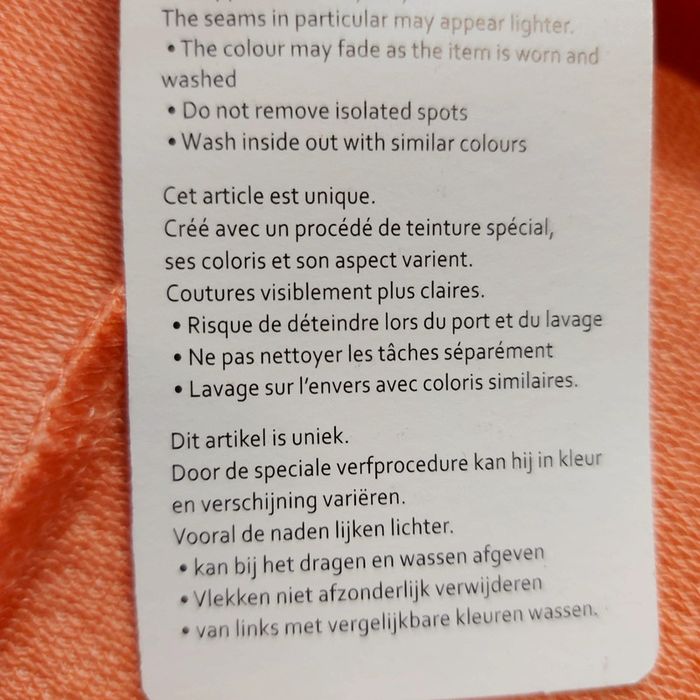 The seams in particular may appear lighter.
• The colour may fade as the item is worn and
washed
• Do not remove isolated spots
• Wash inside out with similar colours
Cet article est unique.
Créé avec un procédé de teinture spécial,
ses coloris et son aspect varient.
Coutures visiblement plus claires.
• Risque de déteindre lors du port et du lavage
• Ne pas nettoyer les tâches séparément
• Lavage sur l'envers avec coloris similaires.
Dit artikel is uniek.
Door de speciale verfprocedure kan hij in kleur
en verschijning variëren.
Vooral de naden lijken lichter.
• kan bij het dragen en wassen afgeven
• Vlekken niet afzonderlijk verwijderen
• van links met vergelijkbare kleuren wassen.